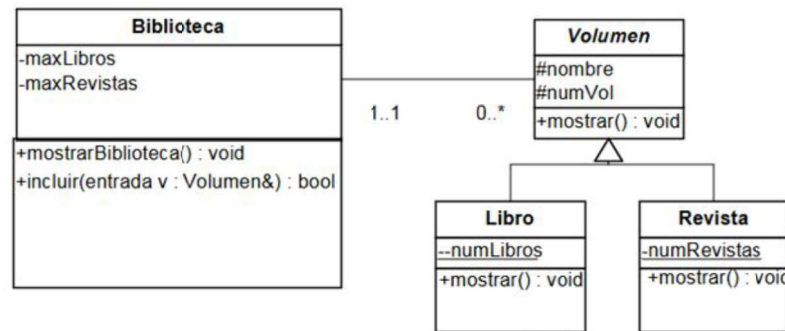 Biblioteca
-maxLibros
-maxRevistas
+mostrarBiblioteca() : void
+incluir(entrada v : Volumen&) : bool
1..1
0..*
Volumen
#nombre
#numVol
+mostrar() : void
Libro
--numLibros
+mostrar() : void
Revista
-numRevistas
+mostrar() : void